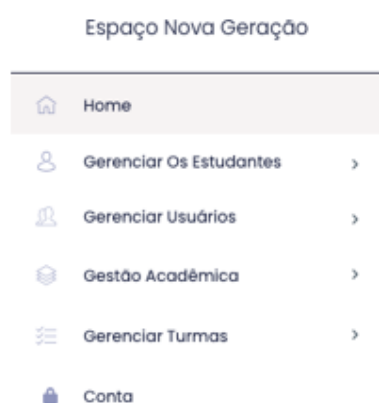 Espaço Nova Geração
Home
Gerenciar Os Estudantes
Gerenciar Usuários
Gestão Acadêmica
Gerenciar Turmas
Conta